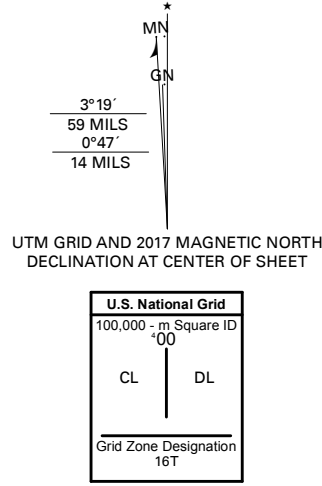 ★
MN
GN
3°19´
59 MILS
0°47´
14 MILS
UTM GRID AND 2017 MAGNETIC NORTH
DECLINATION AT CENTER OF SHEET
U.S. National Grid
100,000 - m Square ID
⁴00
CL DL
Grid Zone Designation
16T